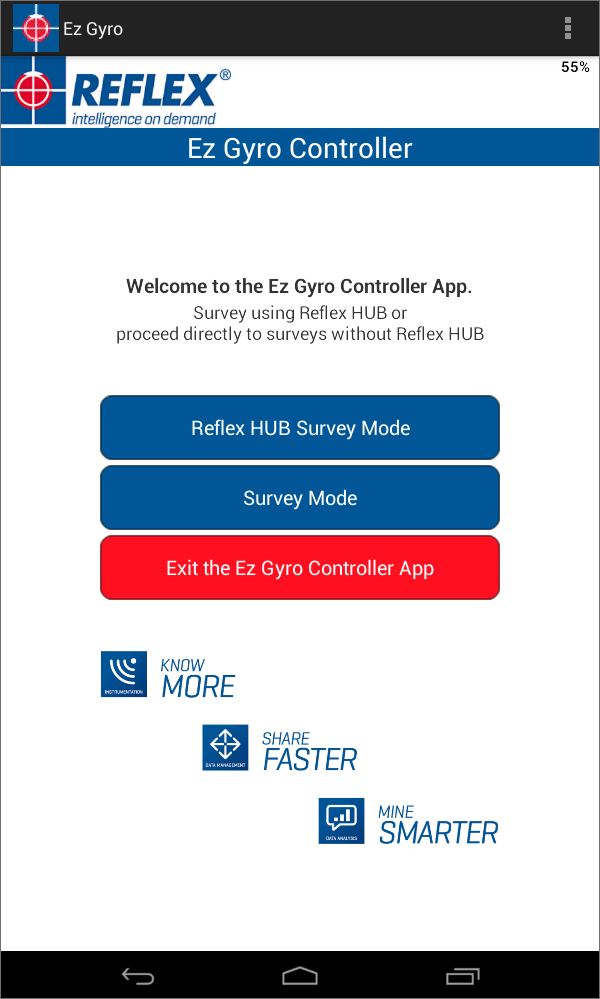 Ez Gyro
55%
REFLEX®
intelligence on demand
Ez Gyro Controller
Welcome to the Ez Gyro Controller App.
Survey using Reflex HUB or
proceed directly to surveys without Reflex HUB
Reflex HUB Survey Mode
Survey Mode
Exit the Ez Gyro Controller App
INSTRUMENTATION
KNOW
MORE
DATA MANAGEMENT
SHARE
FASTER
DATA ANALYSIS
MINE
SMARTER